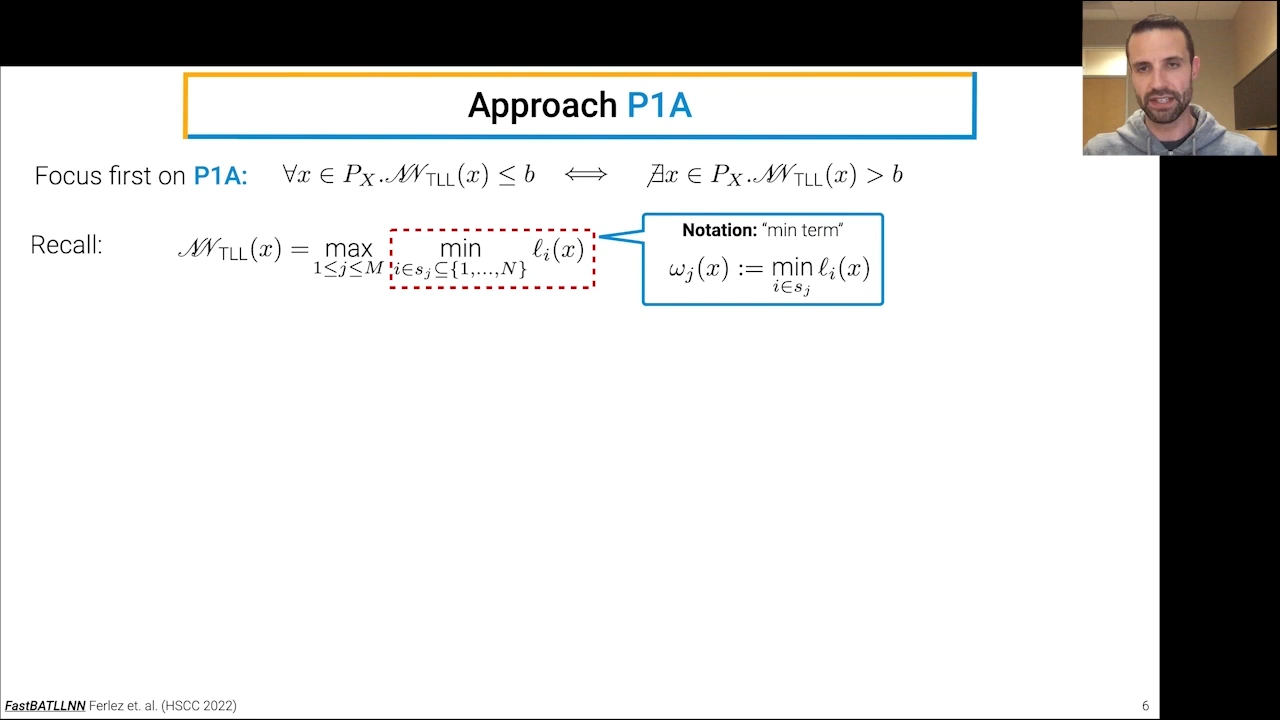 Approach P1A
Focus first on P1A: ∀x ∈ P_X.𝒩𝒩_TLL(x) ≤ b ⟺ ∄x ∈ P_X.𝒩𝒩_TLL(x) > b
Recall: 𝒩𝒩_TLL(x) = max_{1≤j≤M} min_{i∈s_j⊆{1,...,N}} ℓ_i(x)
Notation: “min term“
ω_j(x) := min_{i∈s_j} ℓ_i(x)
FastBATLLNN Ferlez et. al. (HSCC 2022)
6